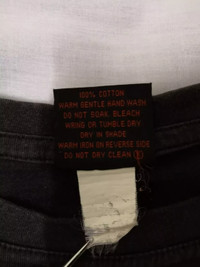 100% COTTON
WARM GENTLE HAND WASH
DO NOT SOAK, BLEACH
WRING OR TUMBLE DRY
DRY IN SHADE
WARM IRON ON REVERSE SIDE
DO NOT DRY CLEAN